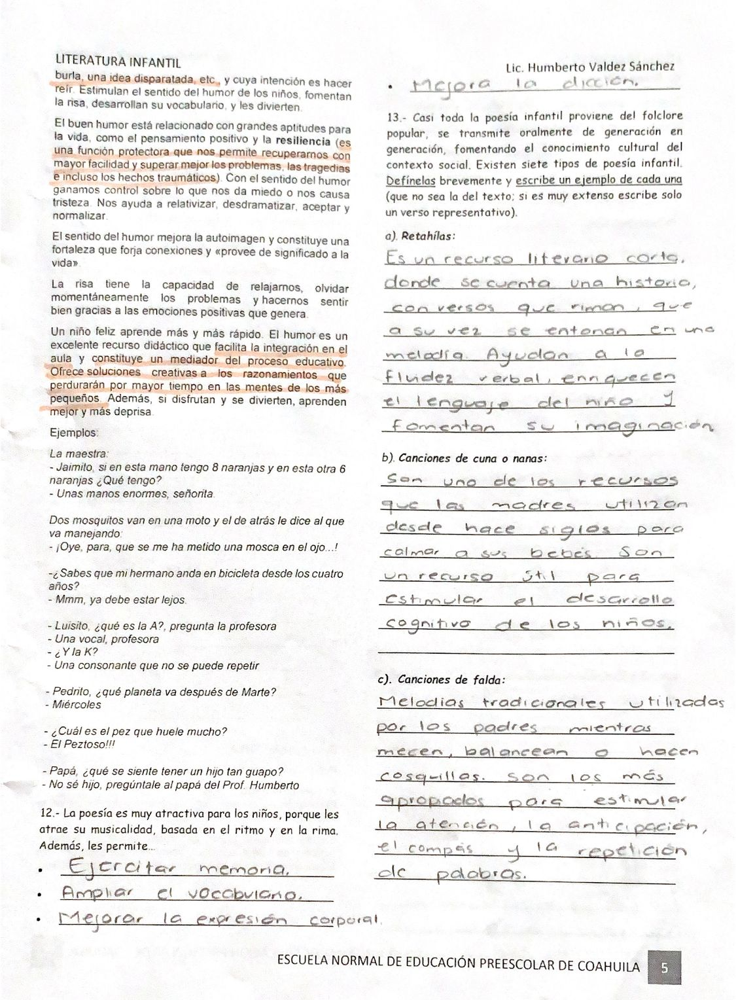 LITERATURA INFANTIL
burla, una idea disparatada, etc., y cuya intención es hacer
reír. Estimulan el sentido del humor de los niños, fomentan
la risa, desarrollan su vocabulario, y les divierten.
El buen humor está relacionado con grandes aptitudes para
la vida, como el pensamiento positivo y la resiliencia (es
una función protectora que nos permite recuperarnos con
mayor facilidad y superar mejor los problemas, las tragedias
e incluso los hechos traumáticos). Con el sentido del humor
ganamos control sobre lo que nos da miedo o nos causa
tristeza. Nos ayuda a relativizar, desdramatizar, aceptar y
normalizar.
El sentido del humor mejora la autoimagen y constituye una
fortaleza que forja conexiones y «provee de significado a la
vida».
La risa tiene la capacidad de relajarnos, olvidar
momentáneamente los problemas y hacernos sentir
bien gracias a las emociones positivas que genera.
Un niño feliz aprende más y más rápido. El humor es un
excelente recurso didáctico que facilita la integración en el
aula y constituye un mediador del proceso educativo.
Ofrece soluciones creativas a los razonamientos que
perdurarán por mayor tiempo en las mentes de los más
pequeños. Además, si disfrutan y se divierten, aprenden
mejor y más deprisa.
Ejemplos:
La maestra:
- Jaimito, si en esta mano tengo 8 naranjas y en esta otra 6
naranjas ¿Qué tengo?
- Unas manos enormes, señorita.
Dos mosquitos van en una moto y el de atrás le dice al que
va manejando:
- ¡Oye, para, que se me ha metido una mosca en el ojo...!
-¿Sabes que mi hermano anda en bicicleta desde los cuatro
años?
- Mmm, ya debe estar lejos.
- Luisito, ¿qué es la A?, pregunta la profesora
- Una vocal, profesora
- ¿Y la K?
- Una consonante que no se puede repetir
- Pedrito, ¿qué planeta va después de Marte?
- Miércoles
- ¿Cuál es el pez que huele mucho?
- El Peztoso!!!
- Papá, ¿qué se siente tener un hijo tan guapo?
- No sé hijo, pregúntale al papá del Prof. Humberto
12.- La poesía es muy atractiva para los niños, porque les
atrae su musicalidad, basada en el ritmo y en la rima.
Además, les permite...
• Ejercitar memoria.
• Ampliar el vocabulario.
• Mejorar la expresión corporal.
Lic. Humberto Valdez Sánchez
• Mejora la dicción.
13.- Casi toda la poesía infantil proviene del folclore
popular, se transmite oralmente de generación en
generación, fomentando el conocimiento cultural del
contexto social. Existen siete tipos de poesía infantil.
Defínelas brevemente y escribe un ejemplo de cada una
(que no sea la del texto; si es muy extenso escribe solo
un verso representativo).
a). Retahílas:
Es un recurso literario corto,
donde se cuenta una historia,
con versos que riman, que
a su vez se entonan en una
melodía. Ayudan a la
fluidez verbal, enriquecen
el lenguaje del niño y
fomentan su imaginación
b). Canciones de cuna o nanas:
Son uno de los recursos
que las madres utilizan
desde hace siglos para
calmar a sus bebés. Son
un recurso útil para
estimular el desarrollo
cognitivo de los niños.
c). Canciones de falda:
Melodías tradicionales utilizadas
por los padres mientras
mecen, balancean o hacen
cosquillas. Son los más
apropiados para estimular
la atención, la anticipación,
el compás y la repetición
de palabras.
ESCUELA NORMAL DE EDUCACIÓN PREESCOLAR DE COAHUILA 5